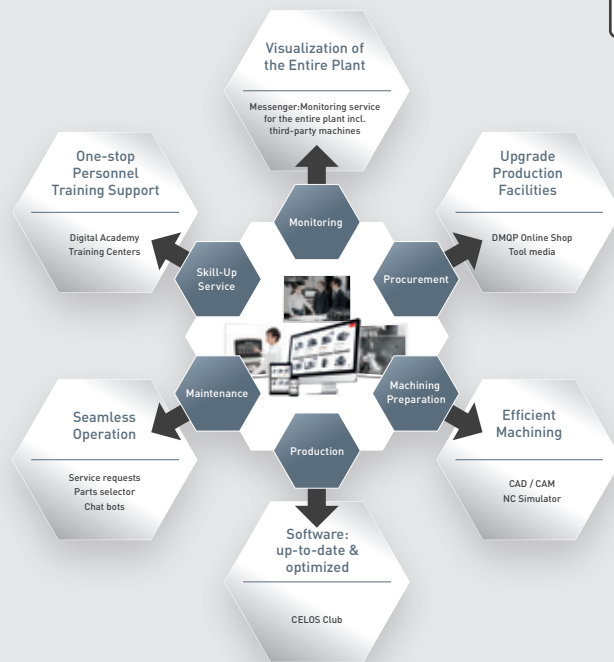 Visualization of
the Entire Plant
Messenger:Monitoring service
for the entire plant incl.
third-party machines
One-stop
Personnel
Training Support
Digital Academy
Training Centers
Upgrade
Production
Facilities
DMQP Online Shop
Tool media
Monitoring
Skill-Up
Service
Procurement
Maintenance
Machining
Preparation
Production
Seamless
Operation
Service requests
Parts selector
Chat bots
Efficient
Machining
CAD / CAM
NC Simulator
Software:
up-to-date &
optimized
CELOS Club